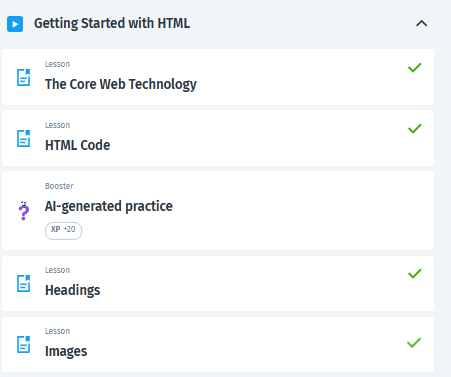 Getting Started with HTML
Lesson
The Core Web Technology
Lesson
HTML Code
Booster
AI-generated practice
XP +20
Lesson
Headings
Lesson
Images